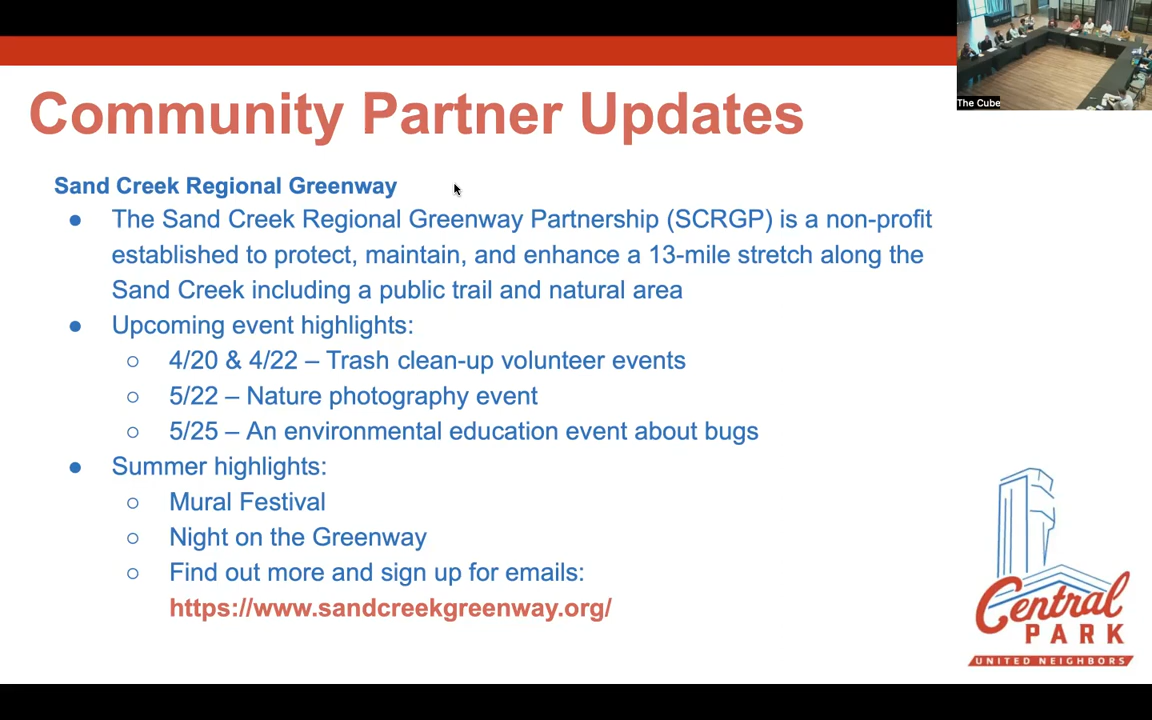 Community Partner Updates
The Cube
Sand Creek Regional Greenway
● The Sand Creek Regional Greenway Partnership (SCRGP) is a non-profit
established to protect, maintain, and enhance a 13-mile stretch along the
Sand Creek including a public trail and natural area
● Upcoming event highlights:
○ 4/20 & 4/22 – Trash clean-up volunteer events
○ 5/22 – Nature photography event
○ 5/25 – An environmental education event about bugs
● Summer highlights:
○ Mural Festival
○ Night on the Greenway
○ Find out more and sign up for emails:
https://www.sandcreekgreenway.org/
Central
PARK
UNITED NEIGHBORS